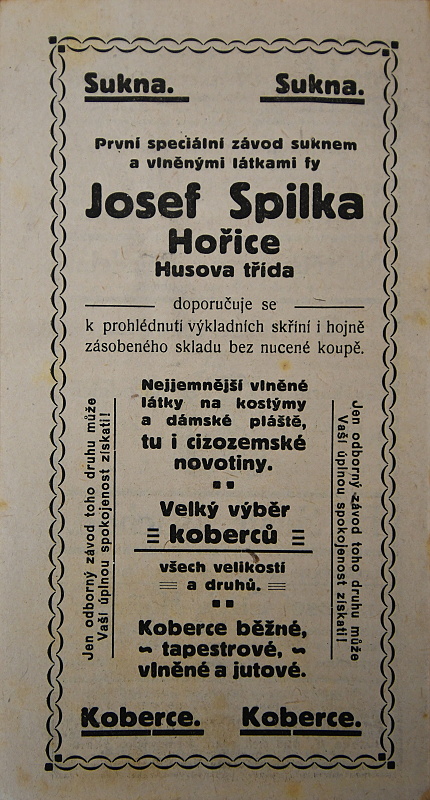 Sukna. Sukna.
První speciální závod suknem
a vlněnými látkami fy
Josef Spilka
Hořice
Husova třída
doporučuje se
k prohlédnutí výkladních skříní i hojně
zásobeného skladu bez nucené koupě.
Jen odborný závod toho druhu může
Vaší úplnou spokojenost získati!
Nejjemnější vlněné
látky na kostýmy
a dámské pláště,
tu i cizozemské
novotiny.
Velký výběr
koberců
všech velikostí
a druhů.
Koberce běžné,
tapestrové,
vlněné a jutové.
Jen odborný závod toho druhu může
Vaší úplnou spokojenost získati!
Koberce. Koberce.